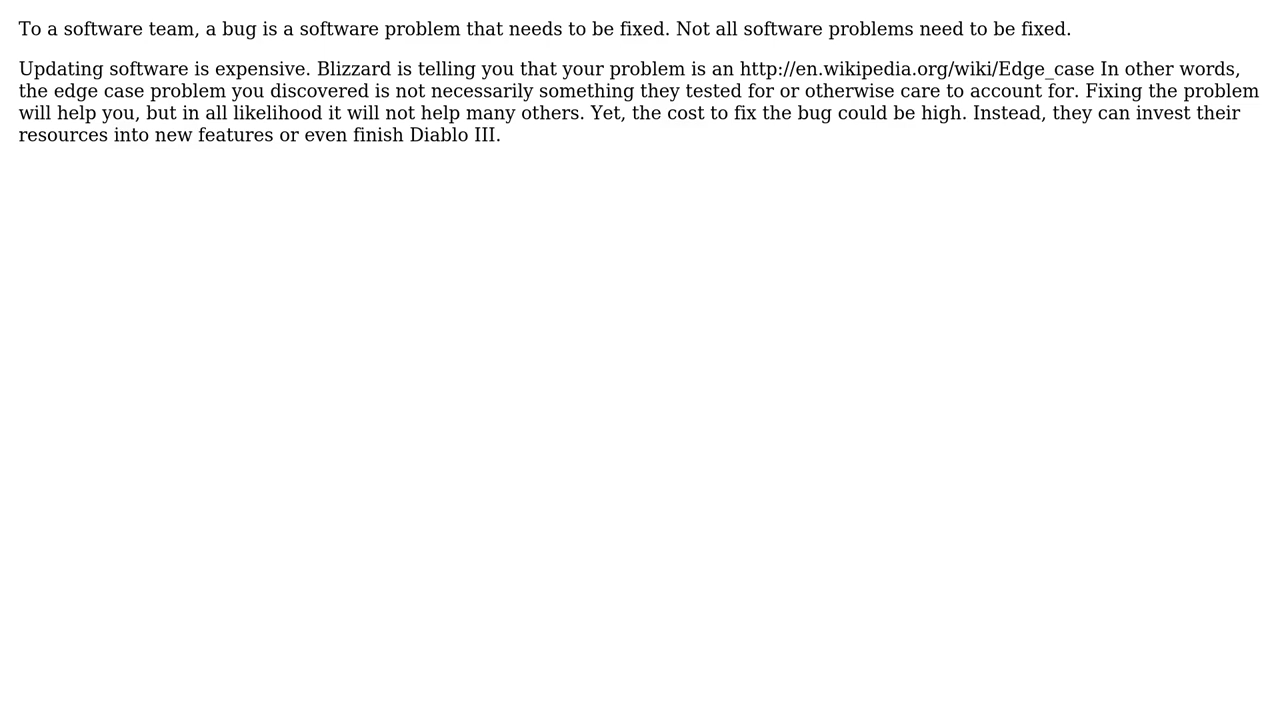 To a software team, a bug is a software problem that needs to be fixed. Not all software problems need to be fixed.
Updating software is expensive. Blizzard is telling you that your problem is an http://en.wikipedia.org/wiki/Edge_case In other words,
the edge case problem you discovered is not necessarily something they tested for or otherwise care to account for. Fixing the problem
will help you, but in all likelihood it will not help many others. Yet, the cost to fix the bug could be high. Instead, they can invest their
resources into new features or even finish Diablo III.